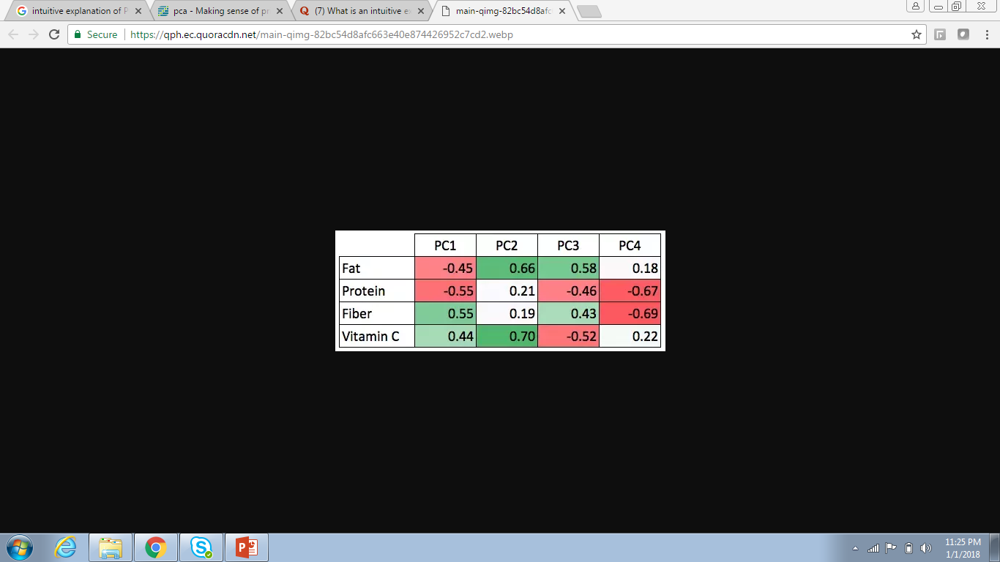 intuitive explanation of P
pca - Making sense of pr
(7) What is an intuitive ex
main-qimg-82bc54d8afc
Secure https://qph.ec.quoracdn.net/main-qimg-82bc54d8afc663e40e874426952c7cd2.webp
PC1 PC2 PC3 PC4
Fat -0.45 0.66 0.58 0.18
Protein -0.55 0.21 -0.46 -0.67
Fiber 0.55 0.19 0.43 -0.69
Vitamin C 0.44 0.70 -0.52 0.22
11:25 PM
1/1/2018